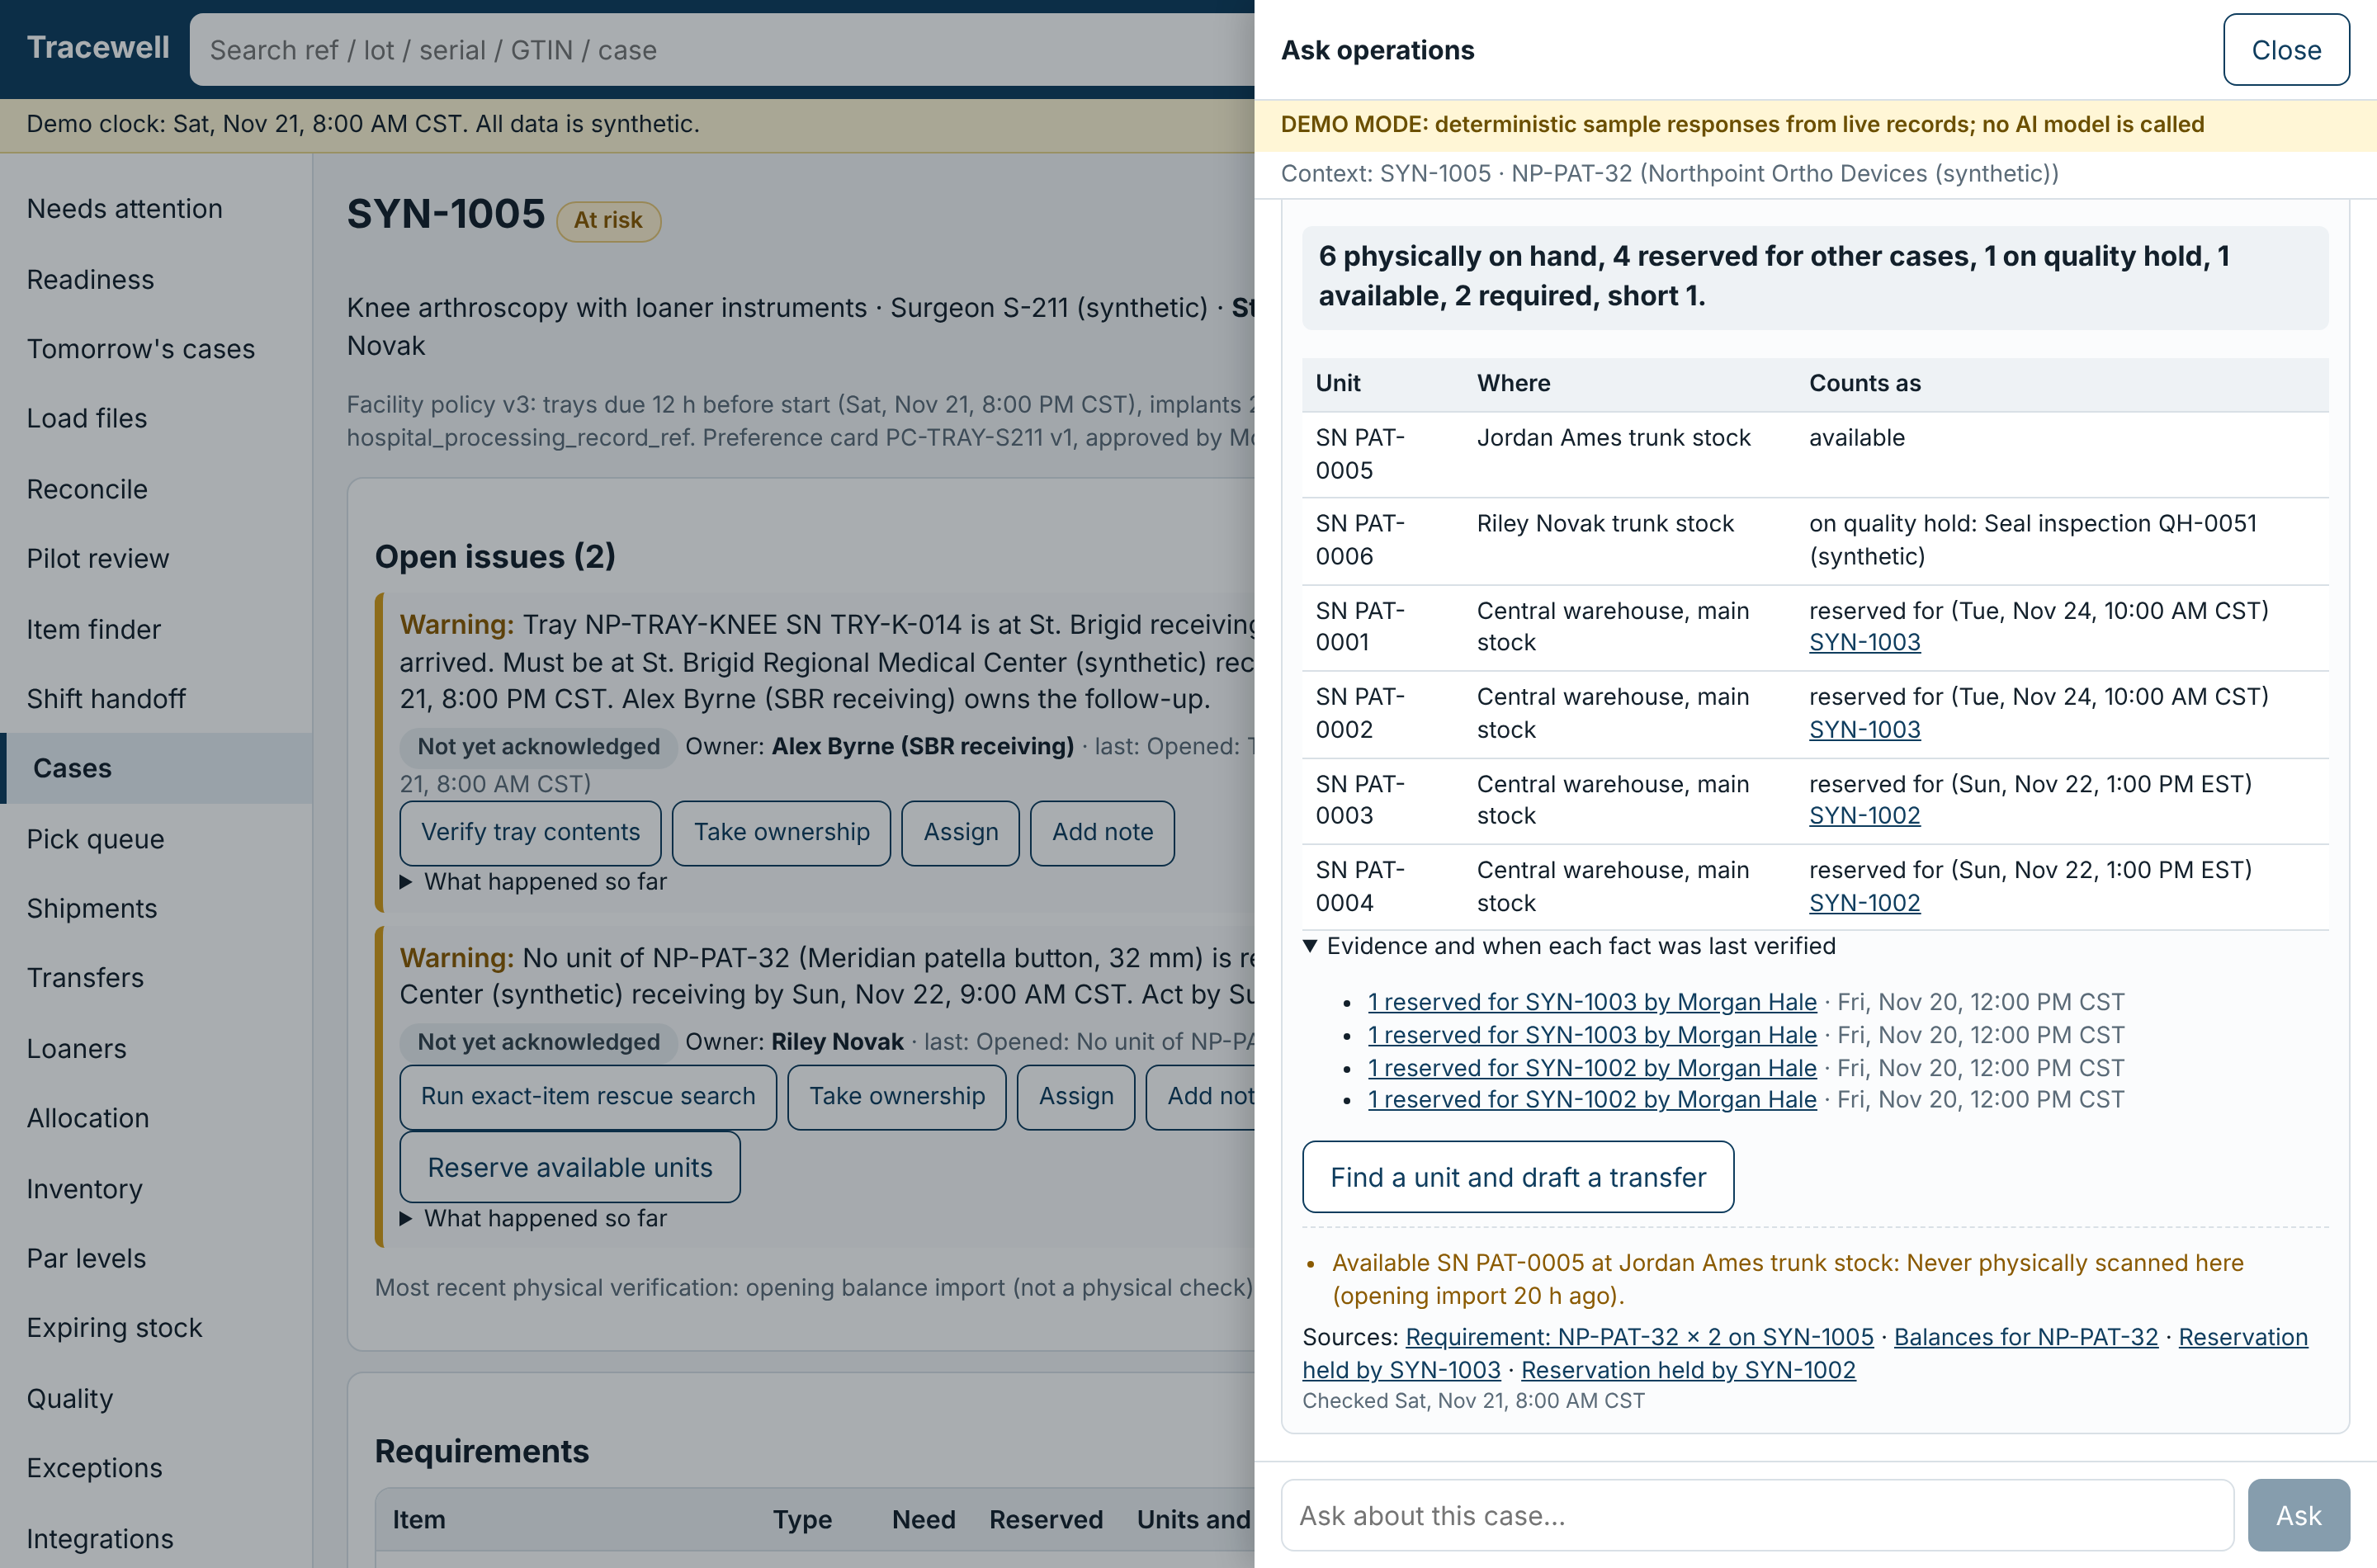 Tracewell
Search ref / lot / serial / GTIN / case
Demo clock: Sat, Nov 21, 8:00 AM CST. All data is synthetic.
Needs attention
Readiness
Tomorrow's cases
Load files
Reconcile
Pilot review
Item finder
Shift handoff
Cases
Pick queue
Shipments
Transfers
Loaners
Allocation
Inventory
Par levels
Expiring stock
Quality
Exceptions
Integrations
SYN-1005 At risk
Knee arthroscopy with loaner instruments · Surgeon S-211 (synthetic) · St
Novak
Facility policy v3: trays due 12 h before start (Sat, Nov 21, 8:00 PM CST), implants 2
hospital_processing_record_ref. Preference card PC-TRAY-S211 v1, approved by Mo
Open issues (2)
Warning: Tray NP-TRAY-KNEE SN TRY-K-014 is at St. Brigid receiving
arrived. Must be at St. Brigid Regional Medical Center (synthetic) rec
21, 8:00 PM CST. Alex Byrne (SBR receiving) owns the follow-up.
Not yet acknowledged Owner: Alex Byrne (SBR receiving) · last: Opened: T
21, 8:00 AM CST)
Verify tray contents Take ownership Assign Add note
▶ What happened so far
Warning: No unit of NP-PAT-32 (Meridian patella button, 32 mm) is re
Center (synthetic) receiving by Sun, Nov 22, 9:00 AM CST. Act by Su
Not yet acknowledged Owner: Riley Novak · last: Opened: No unit of NP-PA
Run exact-item rescue search Take ownership Assign Add not
Reserve available units
▶ What happened so far
Most recent physical verification: opening balance import (not a physical check)
Requirements
Item Type Need Reserved Units and
Ask operations
Close
DEMO MODE: deterministic sample responses from live records; no AI model is called
Context: SYN-1005 · NP-PAT-32 (Northpoint Ortho Devices (synthetic))
6 physically on hand, 4 reserved for other cases, 1 on quality hold, 1
available, 2 required, short 1.
Unit Where Counts as
SN PAT- Jordan Ames trunk stock available
0005
SN PAT- Riley Novak trunk stock on quality hold: Seal inspection QH-0051
0006 (synthetic)
SN PAT- Central warehouse, main reserved for (Tue, Nov 24, 10:00 AM CST)
0001 stock SYN-1003
SN PAT- Central warehouse, main reserved for (Tue, Nov 24, 10:00 AM CST)
0002 stock SYN-1003
SN PAT- Central warehouse, main reserved for (Sun, Nov 22, 1:00 PM EST)
0003 stock SYN-1002
SN PAT- Central warehouse, main reserved for (Sun, Nov 22, 1:00 PM EST)
0004 stock SYN-1002
▼ Evidence and when each fact was last verified
• 1 reserved for SYN-1003 by Morgan Hale · Fri, Nov 20, 12:00 PM CST
• 1 reserved for SYN-1003 by Morgan Hale · Fri, Nov 20, 12:00 PM CST
• 1 reserved for SYN-1002 by Morgan Hale · Fri, Nov 20, 12:00 PM CST
• 1 reserved for SYN-1002 by Morgan Hale · Fri, Nov 20, 12:00 PM CST
Find a unit and draft a transfer
• Available SN PAT-0005 at Jordan Ames trunk stock: Never physically scanned here
(opening import 20 h ago).
Sources: Requirement: NP-PAT-32 × 2 on SYN-1005 · Balances for NP-PAT-32 · Reservation
held by SYN-1003 · Reservation held by SYN-1002
Checked Sat, Nov 21, 8:00 AM CST
Ask about this case...
Ask